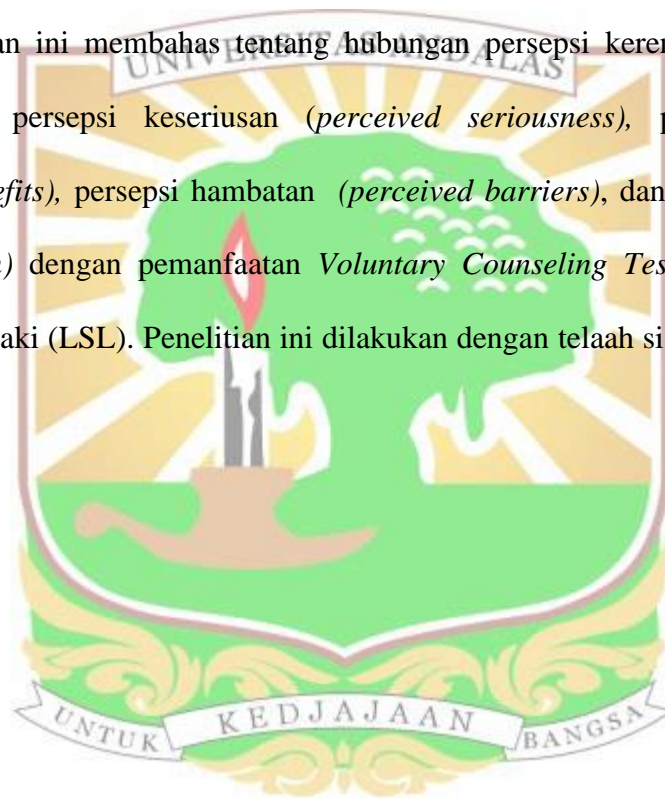 an ini membahas tentang hubungan persepsi keren
UNIVERSITAS ANDALAS
persepsi keseriusan (perceived seriousness), p
efits), persepsi hambatan (perceived barriers), dan
) dengan pemanfaatan Voluntary Counseling Tes
aki (LSL). Penelitian ini dilakukan dengan telaah si
UNTUK KEDJAJAAN BANGSA